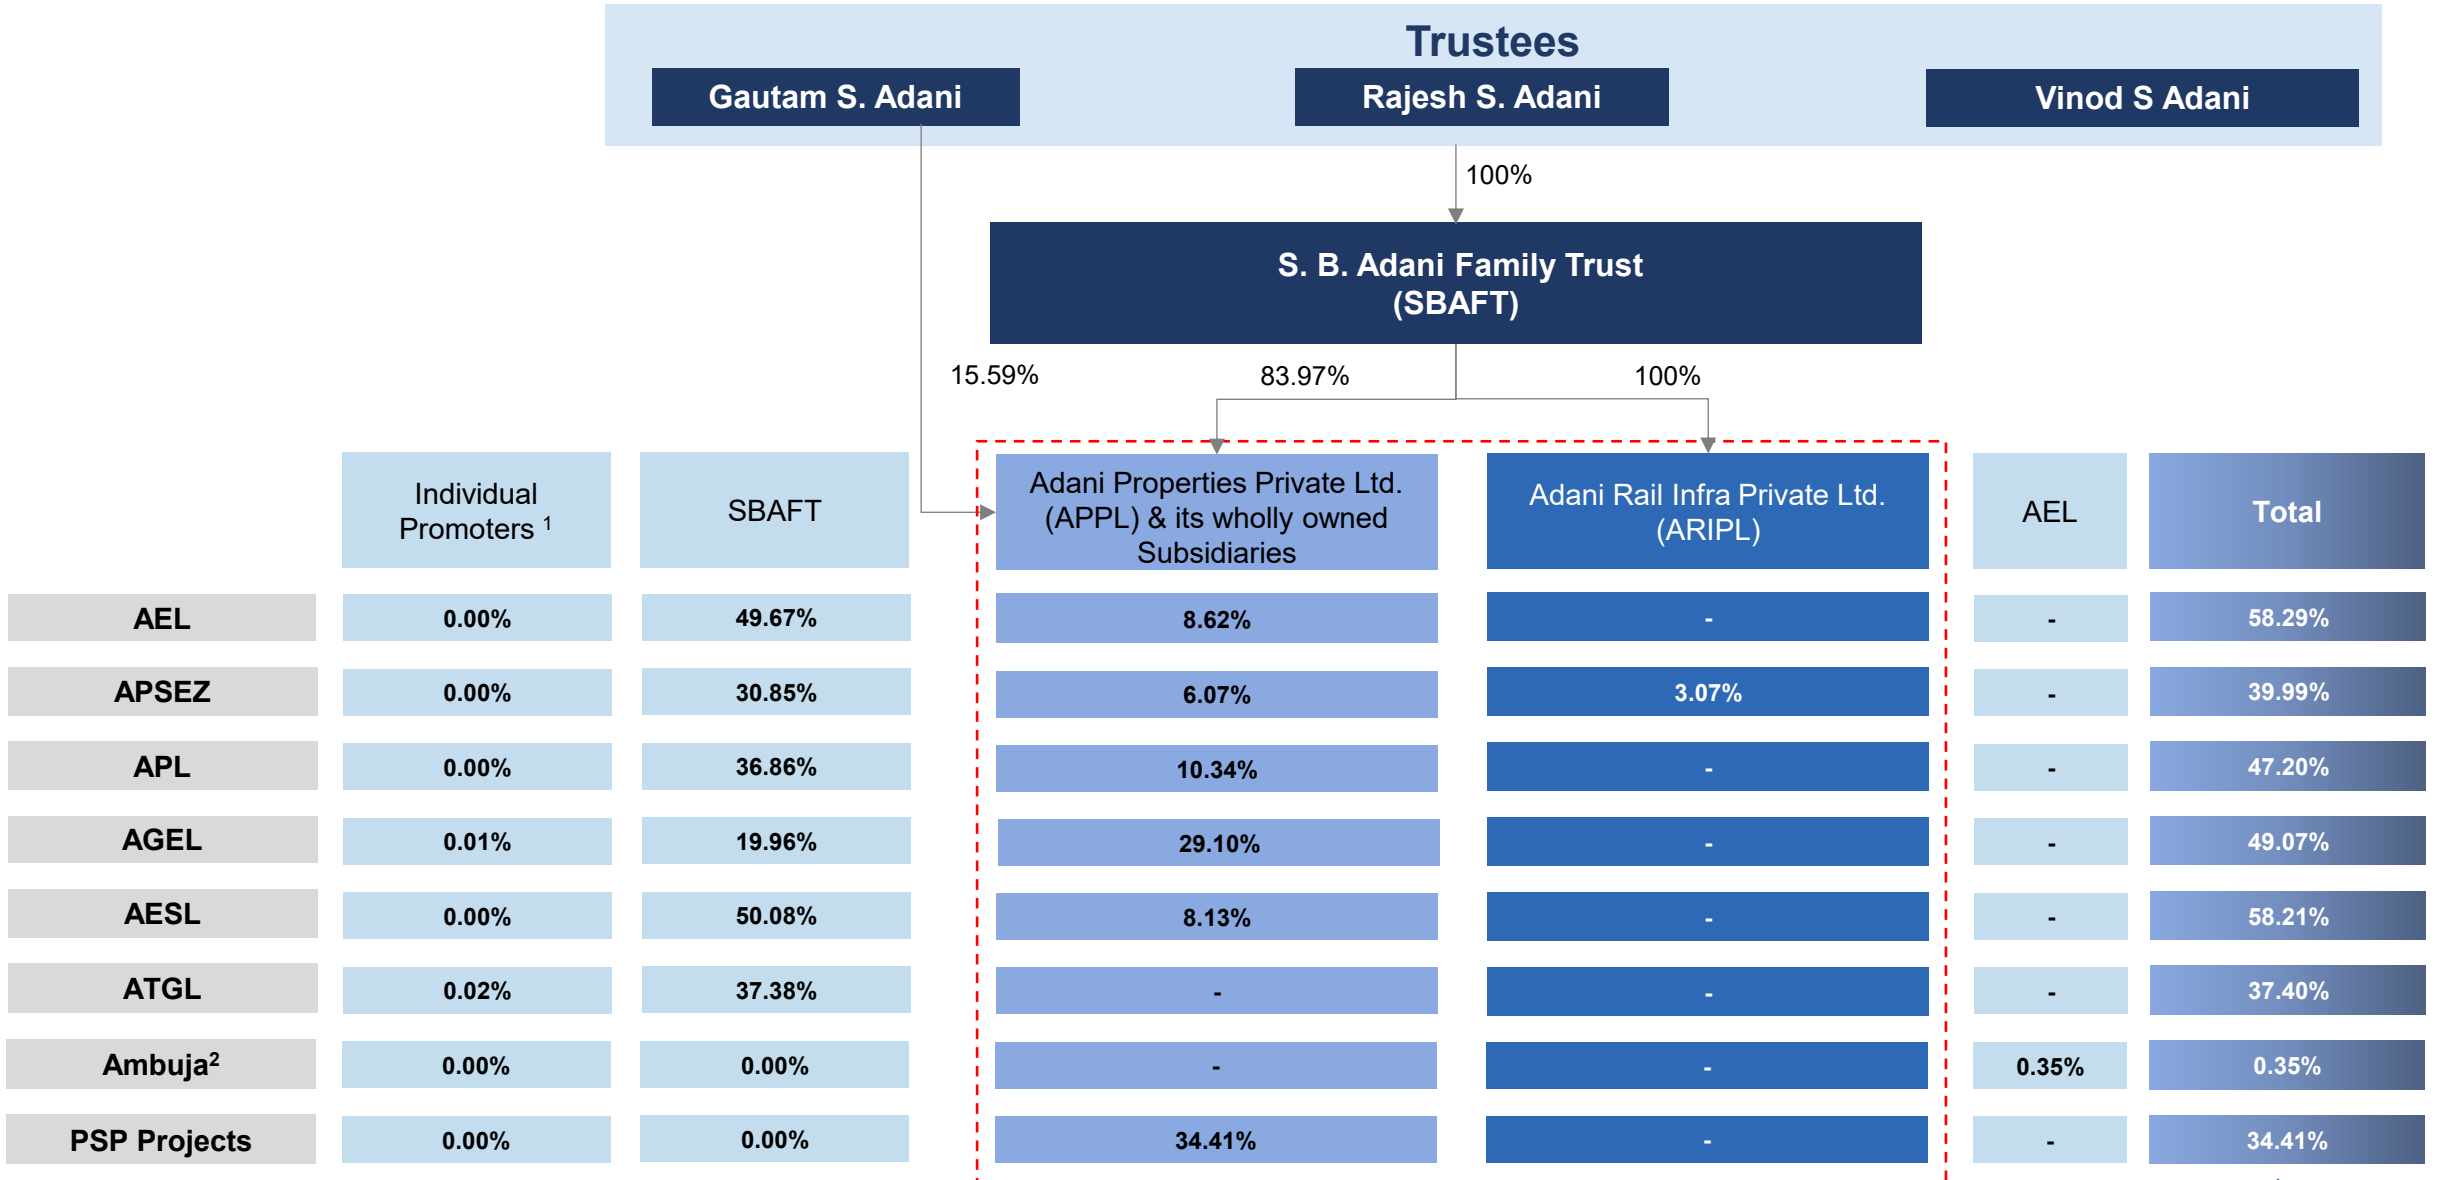 Trustees
Gautam S. Adani
Rajesh S. Adani
Vinod S Adani
100%
S. B. Adani Family Trust
(SBAFT)
15.59%
83.97%
100%
Individual
Promoters ¹
SBAFT
Adani Properties Private Ltd.
(APPL) & its wholly owned
Subsidiaries
Adani Rail Infra Private Ltd.
(ARIPL)
AEL
Total
AEL 0.00% 49.67% 8.62% - - 58.29%
APSEZ 0.00% 30.85% 6.07% 3.07% - 39.99%
APL 0.00% 36.86% 10.34% - - 47.20%
AGEL 0.01% 19.96% 29.10% - - 49.07%
AESL 0.00% 50.08% 8.13% - - 58.21%
ATGL 0.02% 37.38% - - - 37.40%
Ambuja² 0.00% 0.00% - - 0.35% 0.35%
PSP Projects 0.00% 0.00% 34.41% - - 34.41%